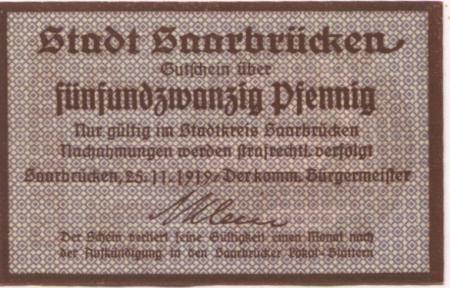 Stadt Saarbrücken
Gutschein über
fünfundzwanzig Pfennig
Nur gültig im Stadtkreis Saarbrücken
Nachahmungen werden strafrechtl. verfolgt
Saarbrücken, 25.11.1919. Der komm. Bürgermeister
Der Schein verliert seine Gültigkeit einen Monat nach
der Aufkündigung in den Saarbrücker Lokal-Blättern